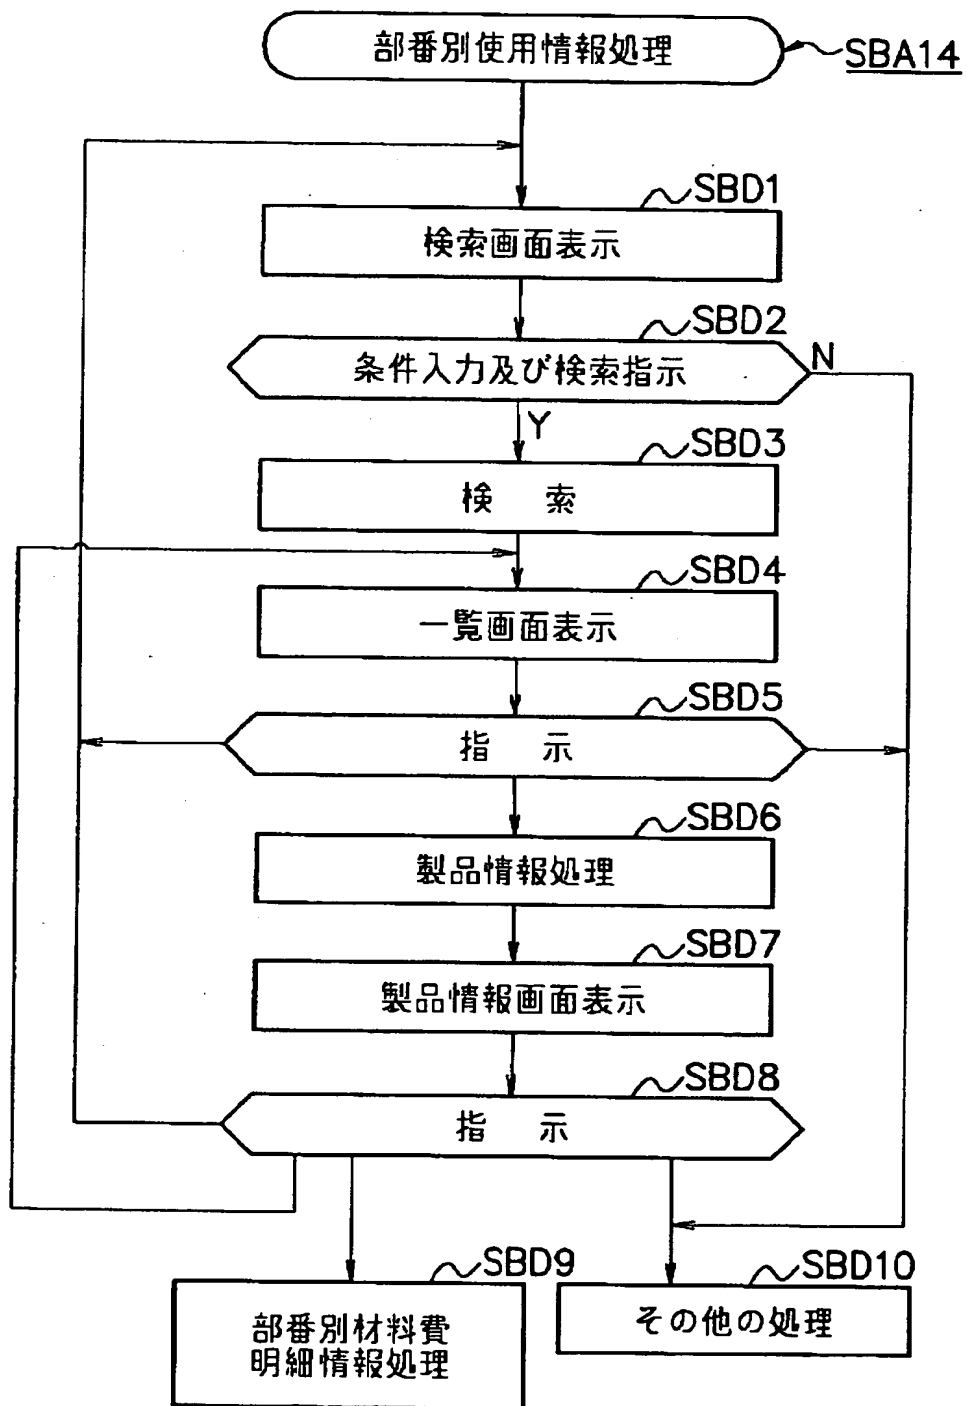 部番別使用情報処理
SBA14
SBD1
検索画面表示
SBD2
条件入力及び検索指示
N
Y
SBD3
検 索
SBD4
一覧画面表示
SBD5
指 示
SBD6
製品情報処理
SBD7
製品情報画面表示
SBD8
指 示
SBD9
部番別材料費
明細情報処理
SBD10
その他の処理